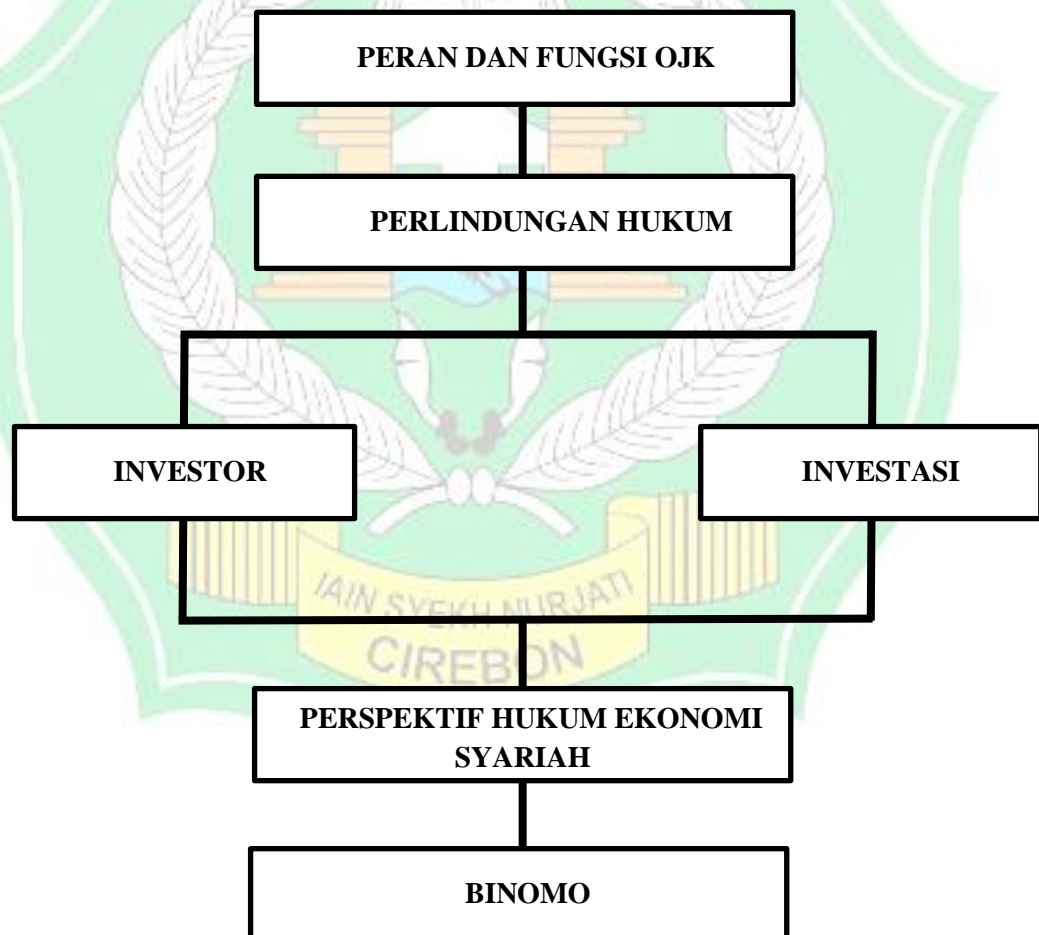 PERAN DAN FUNGSI OJK
PERLINDUNGAN HUKUM
INVESTOR
INVESTASI
IAIN SYEKH NURJATI
CIREBON
PERSPEKTIF HUKUM EKONOMI
SYARIAH
BINOMO